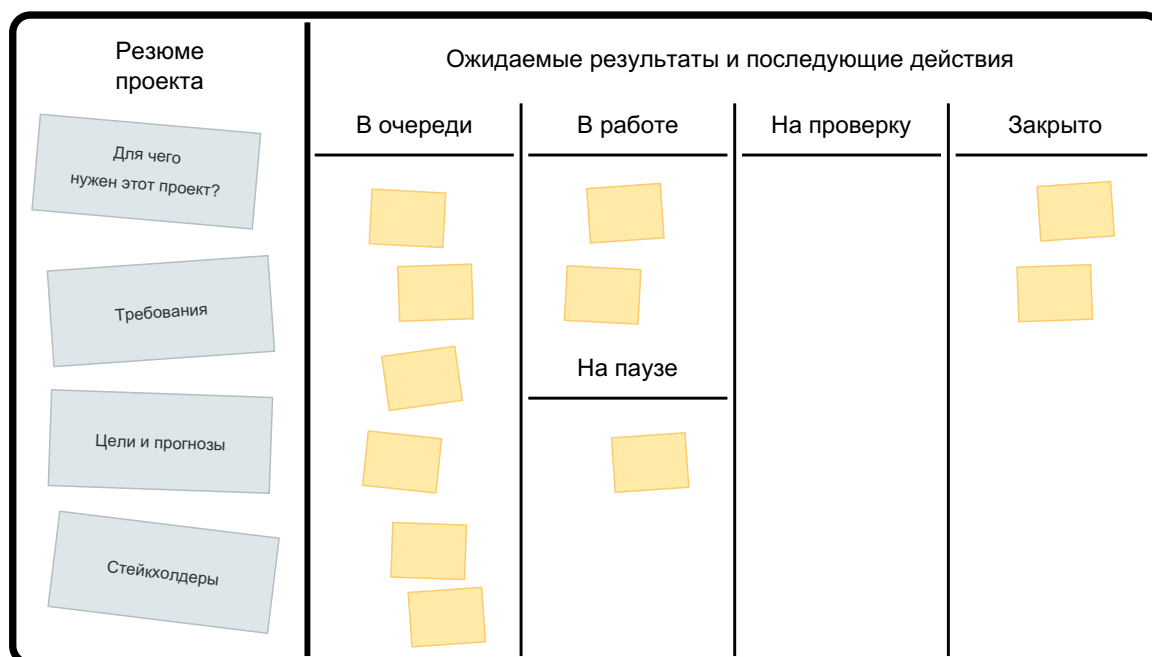 Резюме
проекта
Для чего
нужен этот проект?
Требования
Цели и прогнозы
Стейкхолдеры
Ожидаемые результаты и последующие действия
В очереди
В работе
На паузе
На проверку
Закрыто